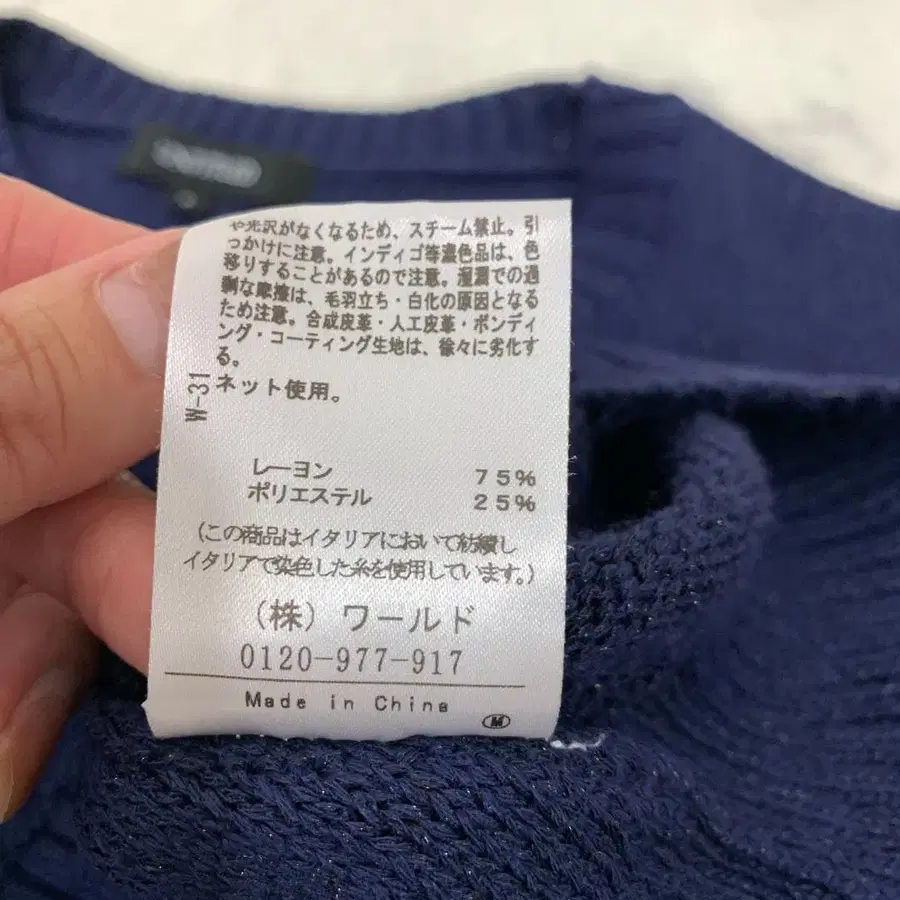 や光沢がなくなるため、スチーム禁止。引
っかけに注意。インディゴ等濃色品は、色
移りすることがあるので注意。湿潤での過
剰な摩擦は、毛羽立ち・白化の原因となる
ため注意。合成皮革・人工皮革・ボンディ
ング・コーティング生地は、徐々に劣化す
る。
ネット使用。
W-31
レーヨン 75%
ポリエステル 25%
(この商品はイタリアにおいて紡績し
イタリアで染色した糸を使用しています。)
(株)ワールド
0120-977-917
Made in China
M